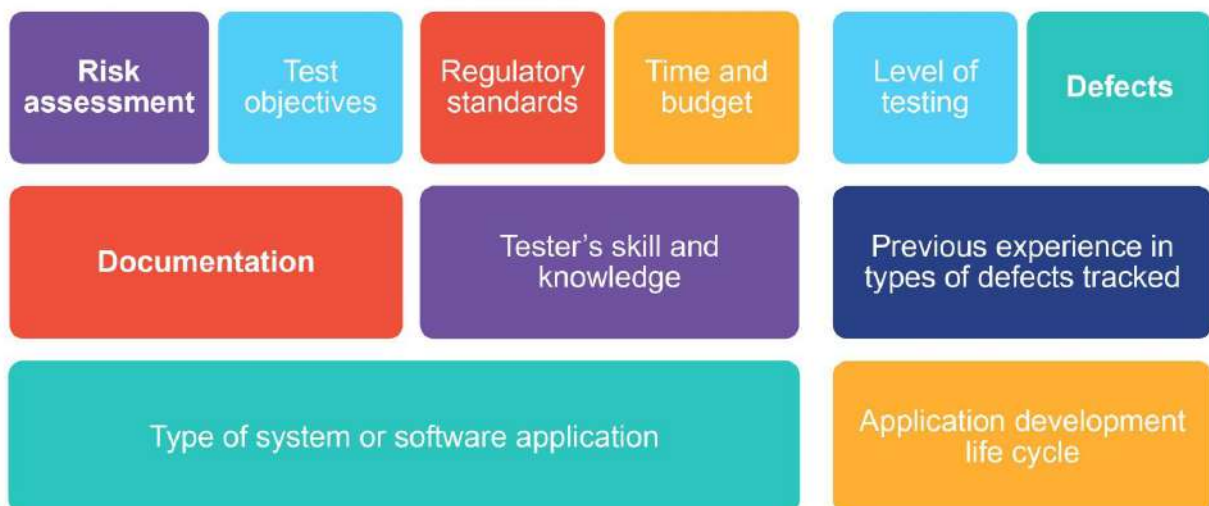 Risk
assessment
Test
objectives
Regulatory
standards
Time and
budget
Level of
testing
Defects
Documentation
Tester's skill and
knowledge
Previous experience in
types of defects tracked
Type of system or software application
Application development
life cycle